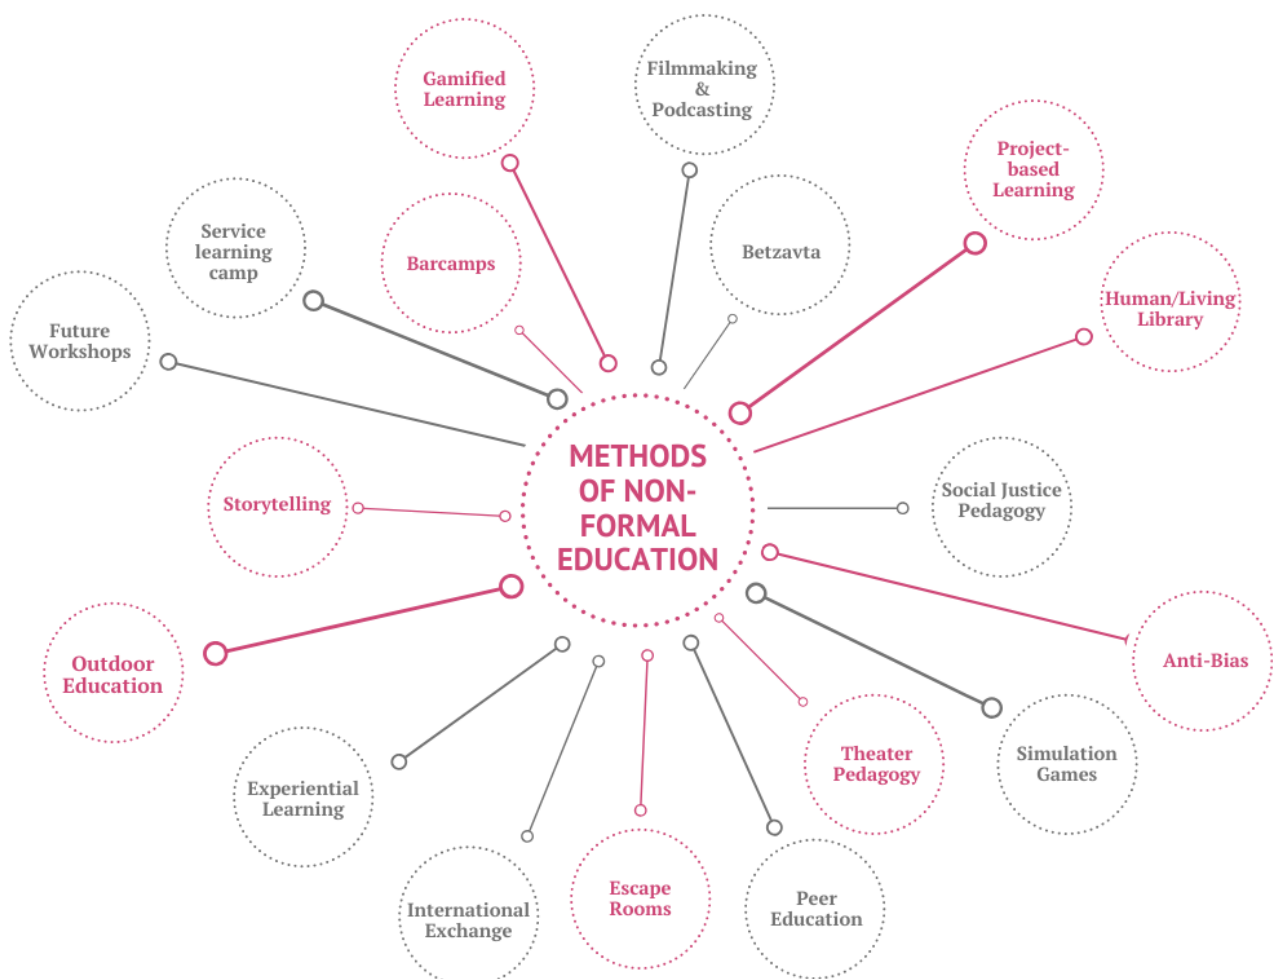 Gamified
Learning
Filmmaking
&
Podcasting
Project-
based
Learning
Service
learning
camp
Barcamps
Betzavta
Human/Living
Library
Future
Workshops
METHODS
OF NON-
FORMAL
EDUCATION
Storytelling
Social Justice
Pedagogy
Outdoor
Education
Anti-Bias
Experiential
Learning
Theater
Pedagogy
Simulation
Games
International
Exchange
Escape
Rooms
Peer
Education